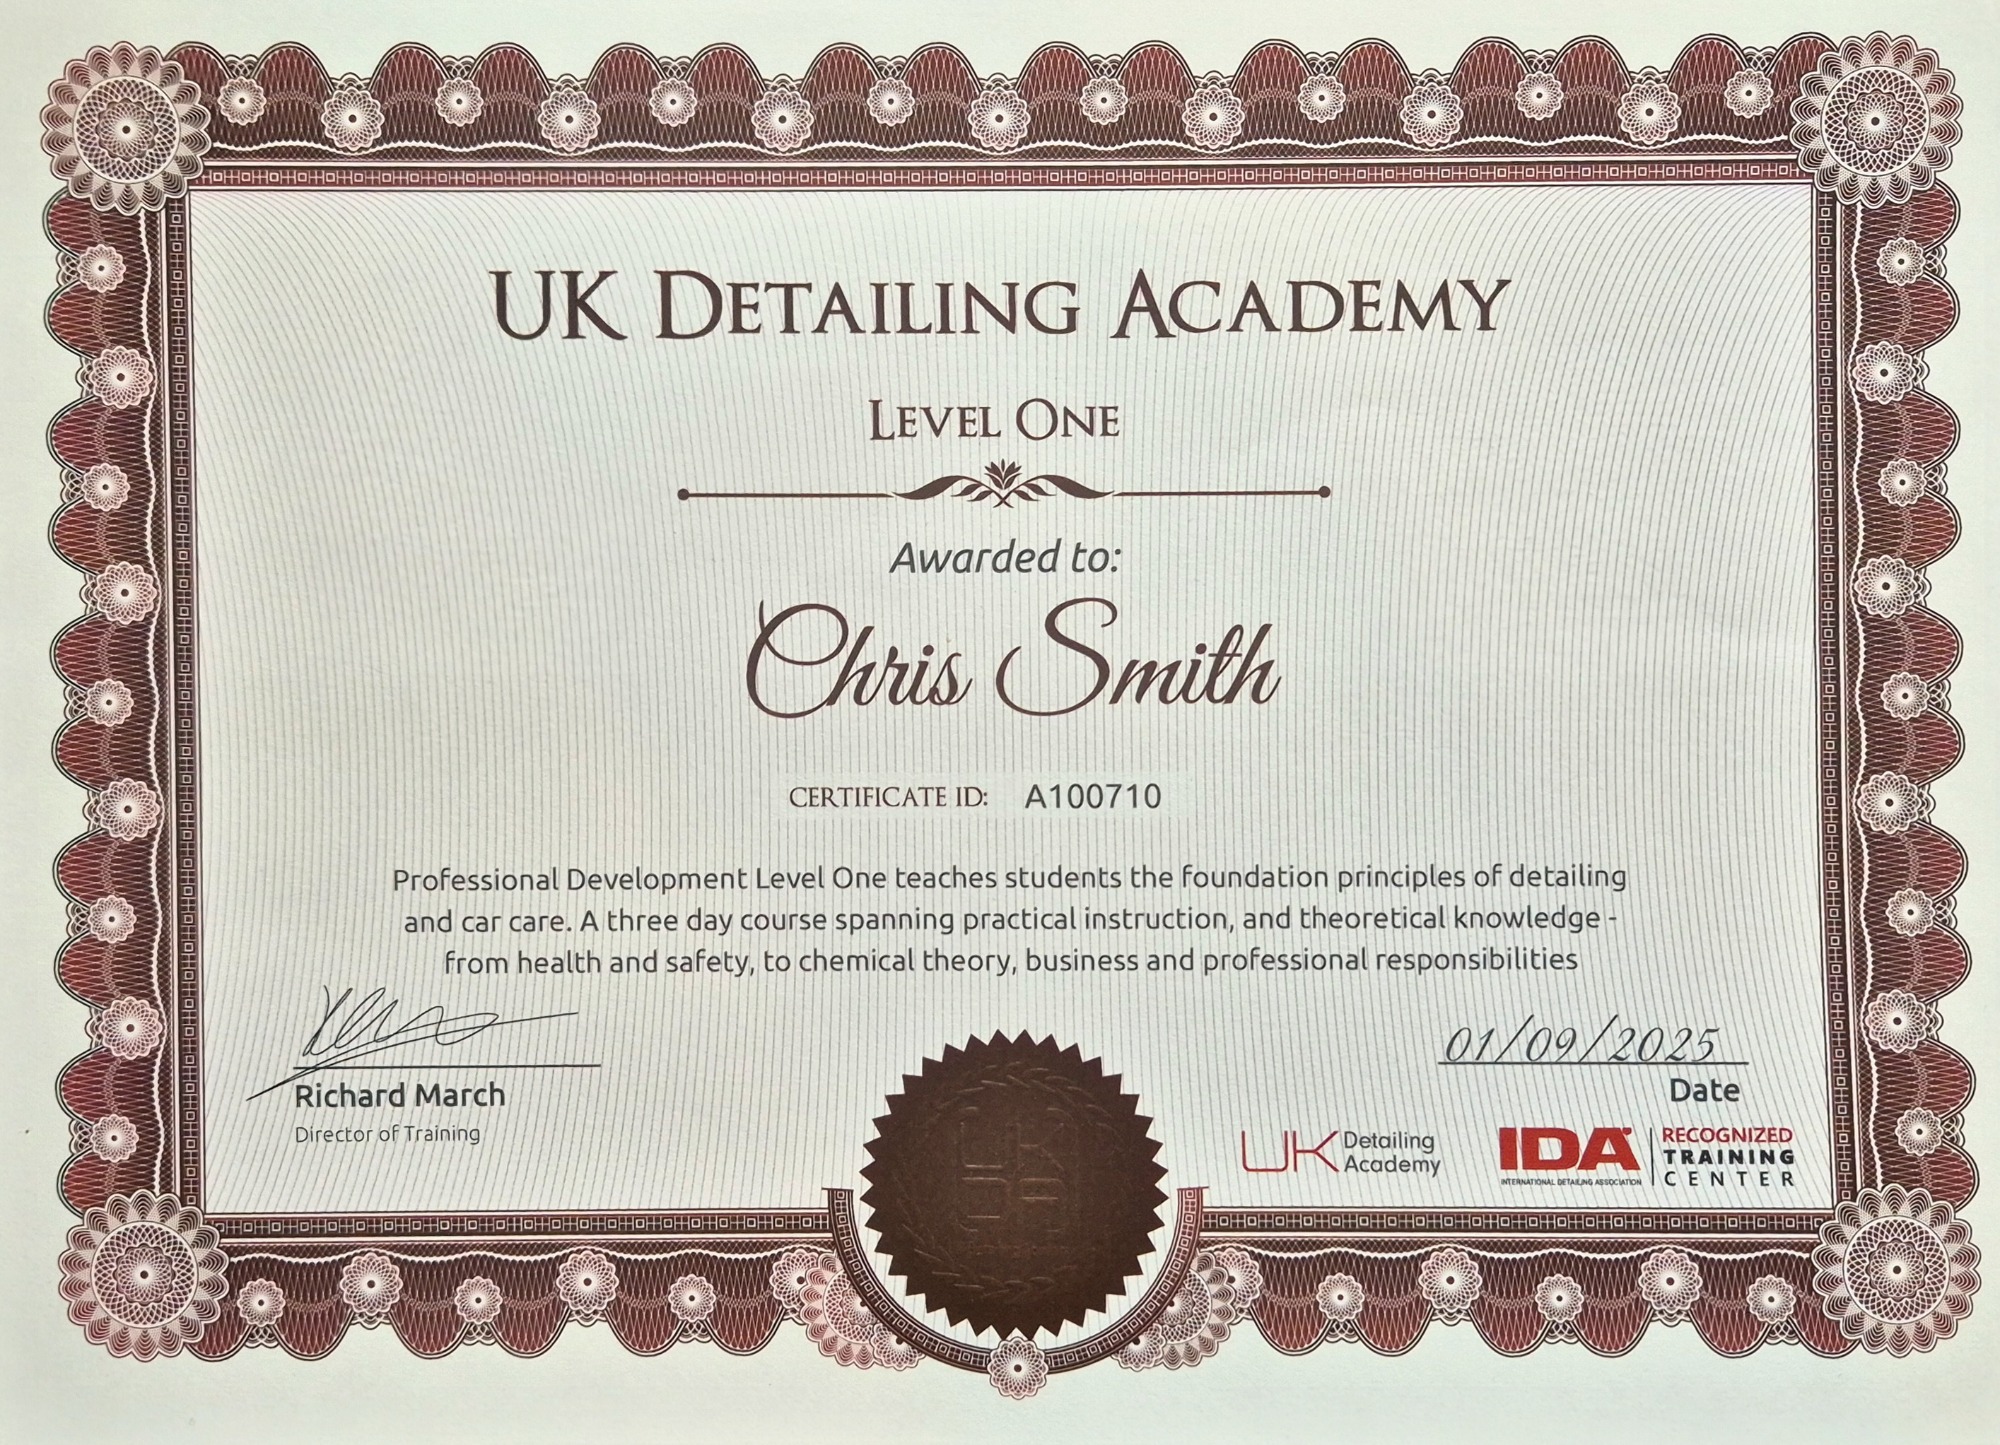 UK Detailing Academy
Level One
Awarded to:
Chris Smith
CERTIFICATE ID: A100710
Professional Development Level One teaches students the foundation principles of detailing
and car care. A three day course spanning practical instruction, and theoretical knowledge -
from health and safety, to chemical theory, business and professional responsibilities
01/09/2025
Richard March
Date
Director of Training
UK
DA
UK Detailing
Academy
IDA
INTERNATIONAL DETAILING ASSOCIATION
RECOGNIZED
TRAINING
CENTER